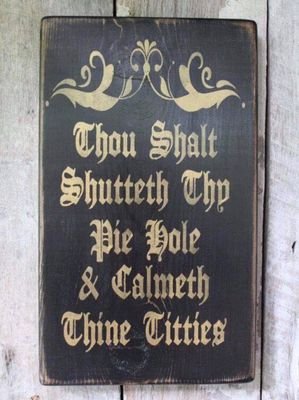 Thou Shalt
Shutteth Thy
Pie Hole
& Calmeth
Thine Titties